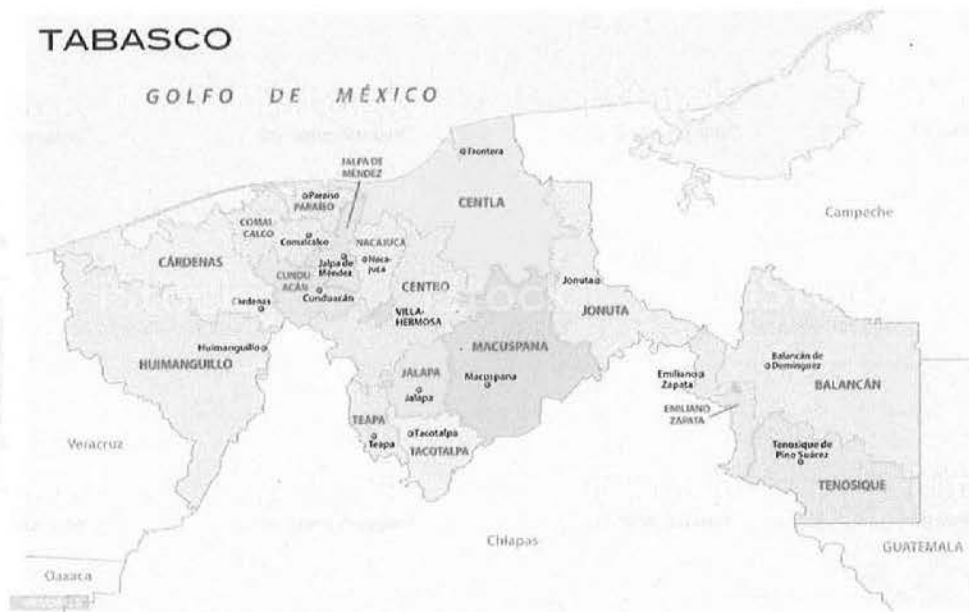 TABASCO
GOLFO DE MÉXICO
Frontera
JALPA DE
MÉNDEZ
Paraíso
PARAÍSO
CENTLA
Campeche
COMAL
CALCO
Comalcalco
NACAJUCA
CÁRDENAS
Jalpa de
Méndez
Naca-
juca
CUNDU-
ACÁN
Cunduacán
CENTRO
Jonuta
JONUTA
Cárdenas
VILLA-
HERMOSA
Huimanguillo
HUIMANGUILLO
MACUSPANA
Macuspana
JALAPA
Jalapa
Emiliano
Zapata
EMILIANO
ZAPATA
Balancán de
Domínguez
BALANCÁN
TEAPA
Teapa
Tacotalpa
TACOTALPA
Veracruz
Tenosique de
Pino Suárez
TENOSIQUE
Chiapas
GUATEMALA
Oaxaca